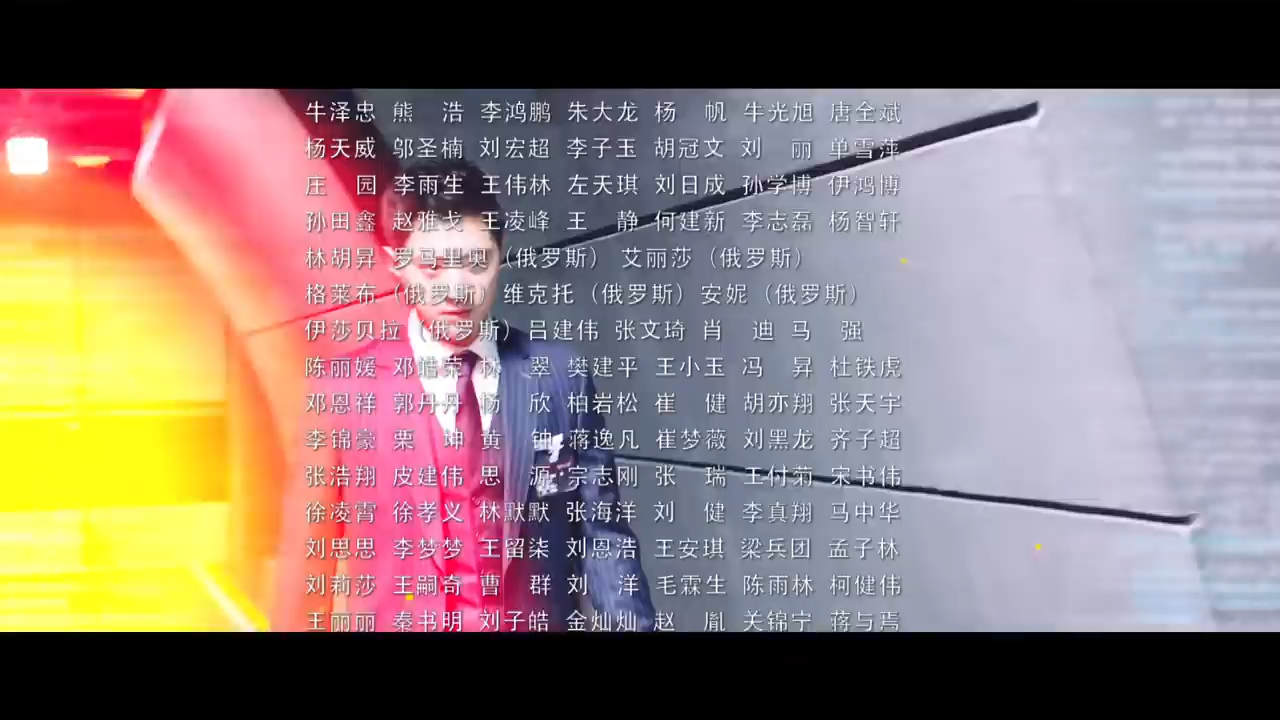 牛泽忠 熊 浩 李鸿鹏 朱大龙 杨 帆 牛光旭 唐全斌
杨天威 邬圣楠 刘宏超 李子玉 胡冠文 刘 丽 单雪萍
庄 园 李雨生 王伟林 左天琪 刘日成 孙学博 伊鸿博
孙田鑫 赵雅戈 王凌峰 王 静 何建新 李志磊 杨智轩
林胡昇 罗马里奥（俄罗斯） 艾丽莎（俄罗斯）
格莱布（俄罗斯） 维克托（俄罗斯） 安妮（俄罗斯）
伊莎贝拉（俄罗斯） 吕建伟 张文琦 肖 迪 马 强
陈丽媛 邓皓荣 林 翠 樊建平 王小玉 冯 昇 杜铁虎
邓恩祥 郭丹丹 杨 欣 柏岩松 崔 健 胡亦翔 张天宇
李锦豪 栗 坤 黄 钟 蒋逸凡 崔梦薇 刘黑龙 齐子超
张浩翔 皮建伟 思 源 宗志刚 张 瑞 王付菊 宋书伟
徐凌霄 徐孝义 林默默 张海洋 刘 健 李真翔 马中华
刘思思 李梦梦 王留柒 刘恩浩 王安琪 梁兵团 孟子林
刘莉莎 王嗣奇 曹 群 刘 洋 毛霖生 陈雨林 柯健伟
王丽丽 秦书明 刘子皓 金灿灿 赵 胤 关锦宁 蒋与焉